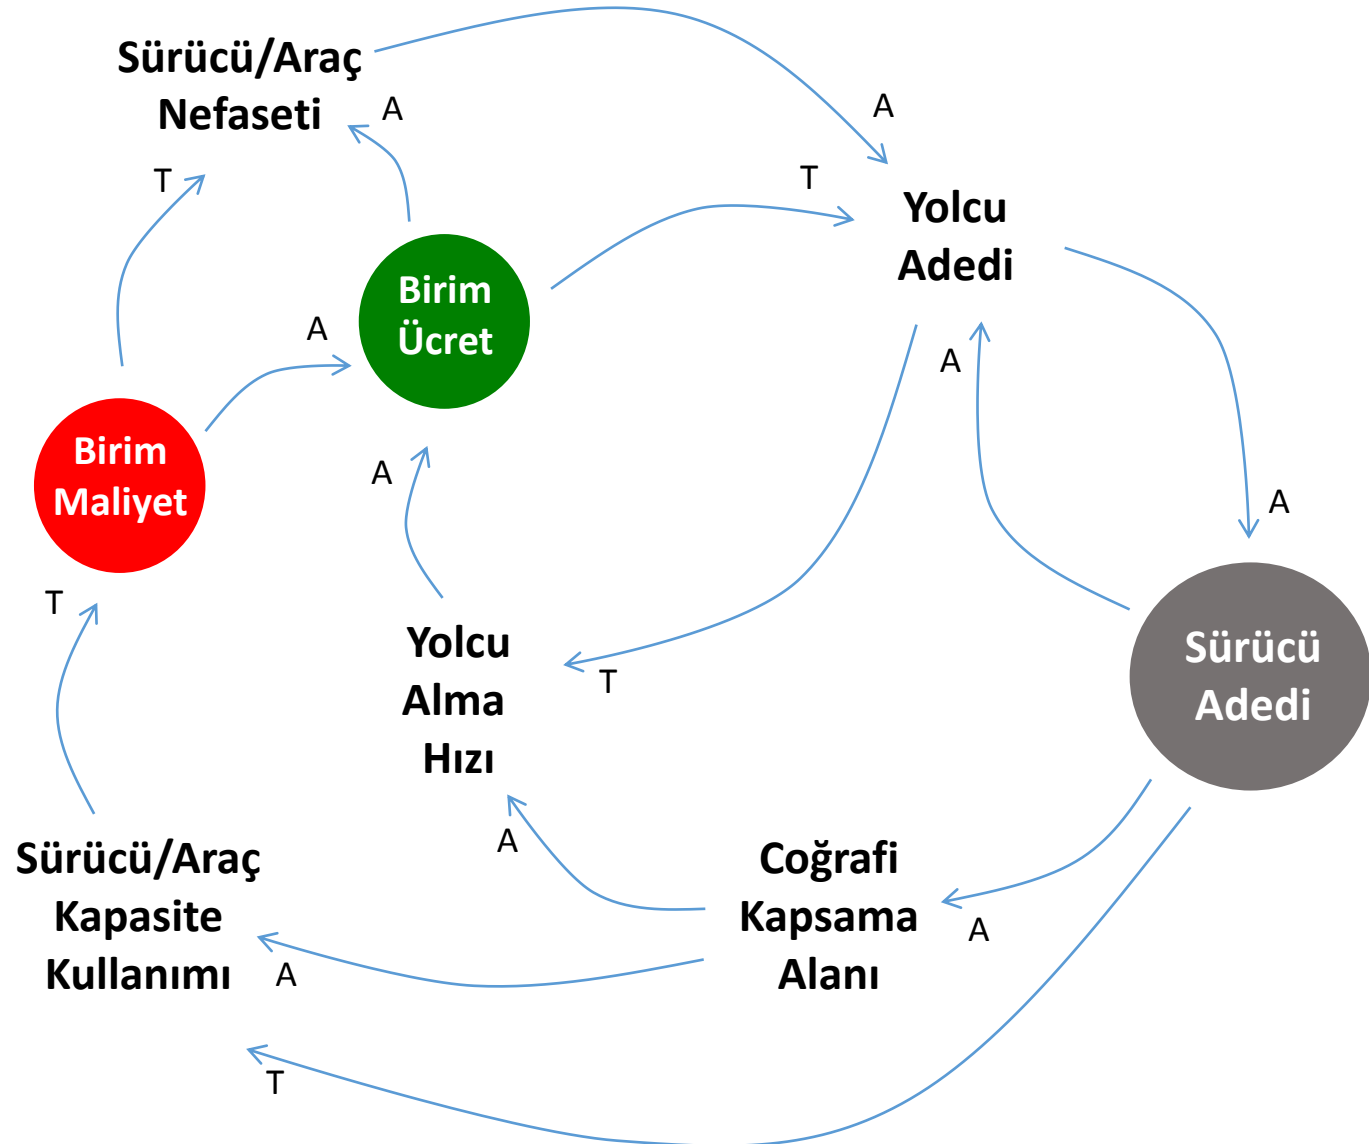 Sürücü/Araç
Nefaseti
A
A
T
T
Yolcu
Adedi
Birim
Ücret
A
A
Birim
Maliyet
A
A
T
Yolcu
Alma
Hızı
T
Sürücü
Adedi
A
Sürücü/Araç
Kapasite
Kullanımı
Coğrafi
Kapsama
Alanı
A
A
T